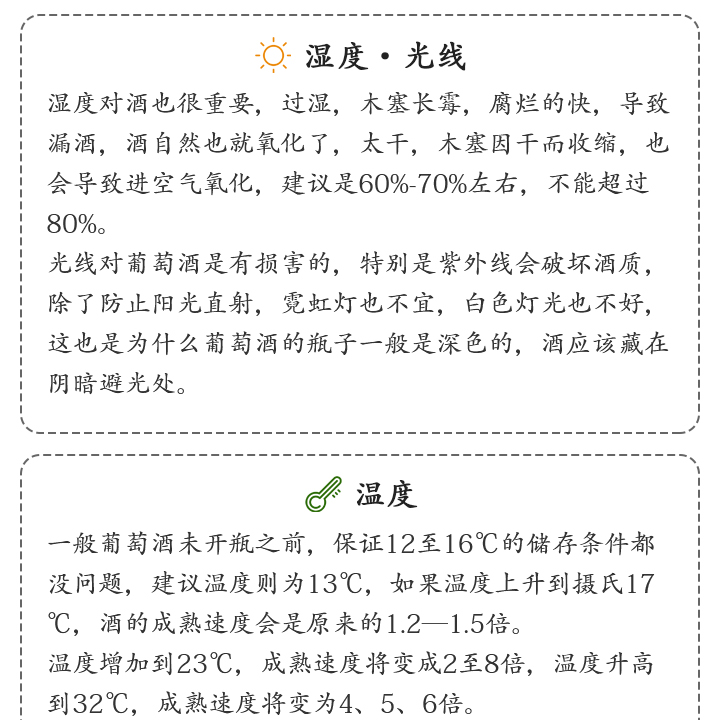 湿度·光线
湿度对酒也很重要，过湿，木塞长霉，腐烂的快，导致
漏酒，酒自然也就氧化了，太干，木塞因干而收缩，也
会导致进空气氧化，建议是60%-70%左右，不能超过
80%。
光线对葡萄酒是有损害的，特别是紫外线会破坏酒质，
除了防止阳光直射，霓虹灯也不宜，白色灯光也不好，
这也是为什么葡萄酒的瓶子一般是深色的，酒应该藏在
阴暗避光处。
温度
一般葡萄酒未开瓶之前，保证12至16℃的储存条件都
没问题，建议温度则为13℃，如果温度上升到摄氏17
℃，酒的成熟速度会是原来的1.2—1.5倍。
温度增加到23℃，成熟速度将变成2至8倍，温度升高
到32℃，成熟速度将变为4、5、6倍。